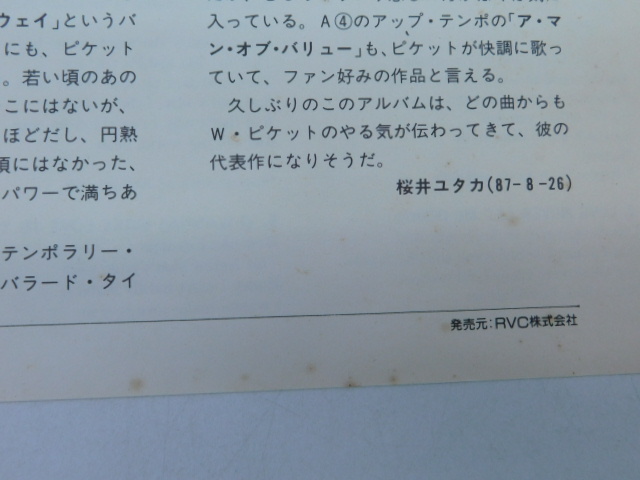 ウェイ」というバ
にも、ピケット
。若い頃のあの
こにはないが、
ほどだし、円熟
頃にはなかった、
パワーで満ちあ
テンポラリー・
バラード・タイ
入っている。A④のアップ・テンポの「ア・マ
ン・オブ・バリュー」も、ピケットが快調に歌っ
ていて、ファン好みの作品と言える。
久しぶりのこのアルバムは、どの曲からも
W・ピケットのやる気が伝わってきて、彼の
代表作になりそうだ。
桜井ユタカ(87-8-26)
発売元:RVC株式会社